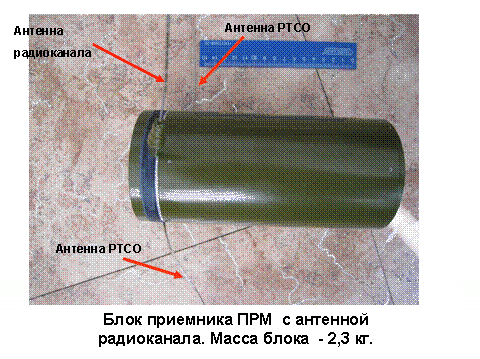 Антенна
радиоканала
Антенна РТСО
Антенна РТСО
Блок приемника ПРМ с антенной
радиоканала. Масса блока - 2,3 кг.